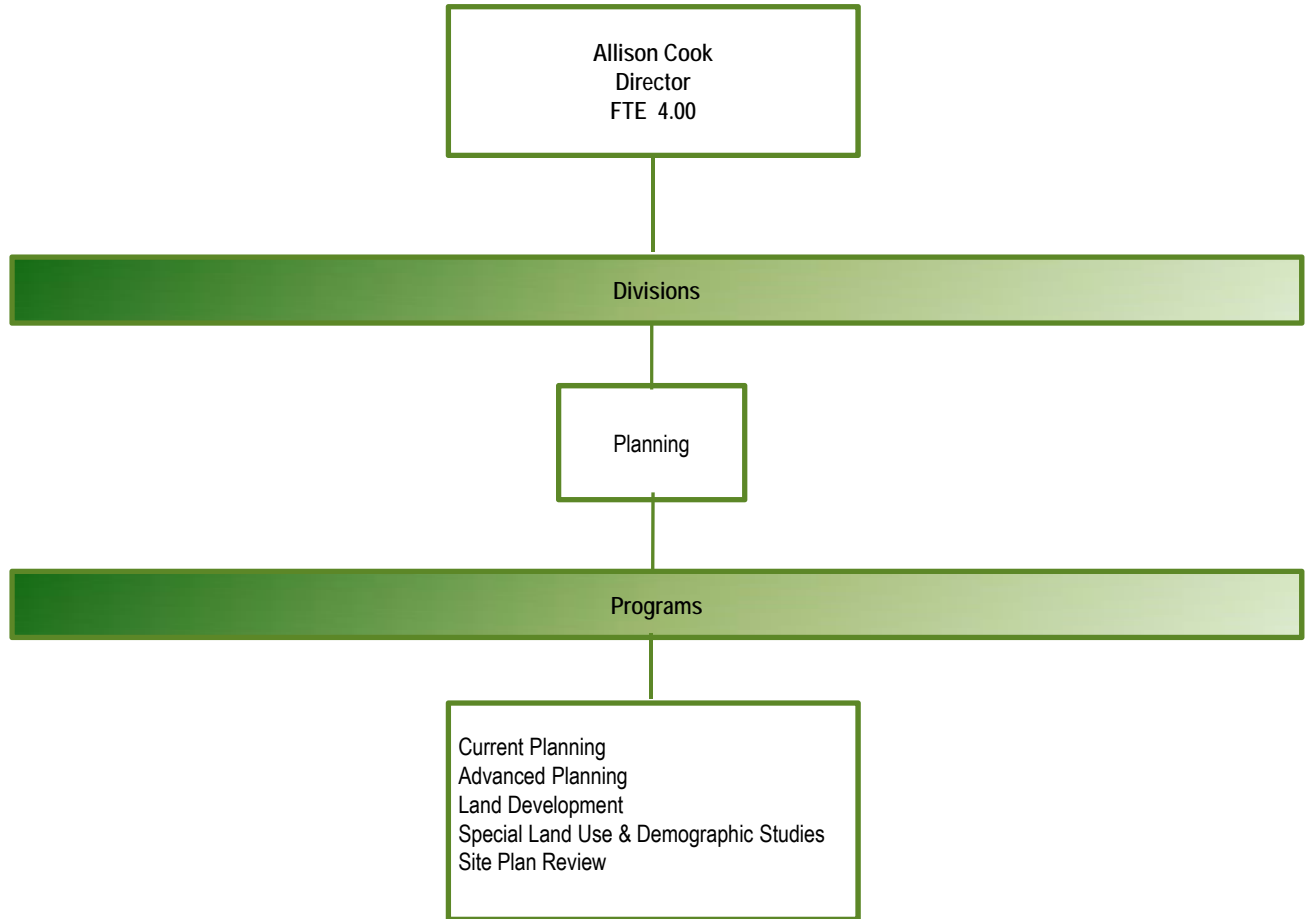 Allison Cook
Director
FTE 4.00
Divisions
Planning
Programs
Current Planning
Advanced Planning
Land Development
Special Land Use & Demographic Studies
Site Plan Review